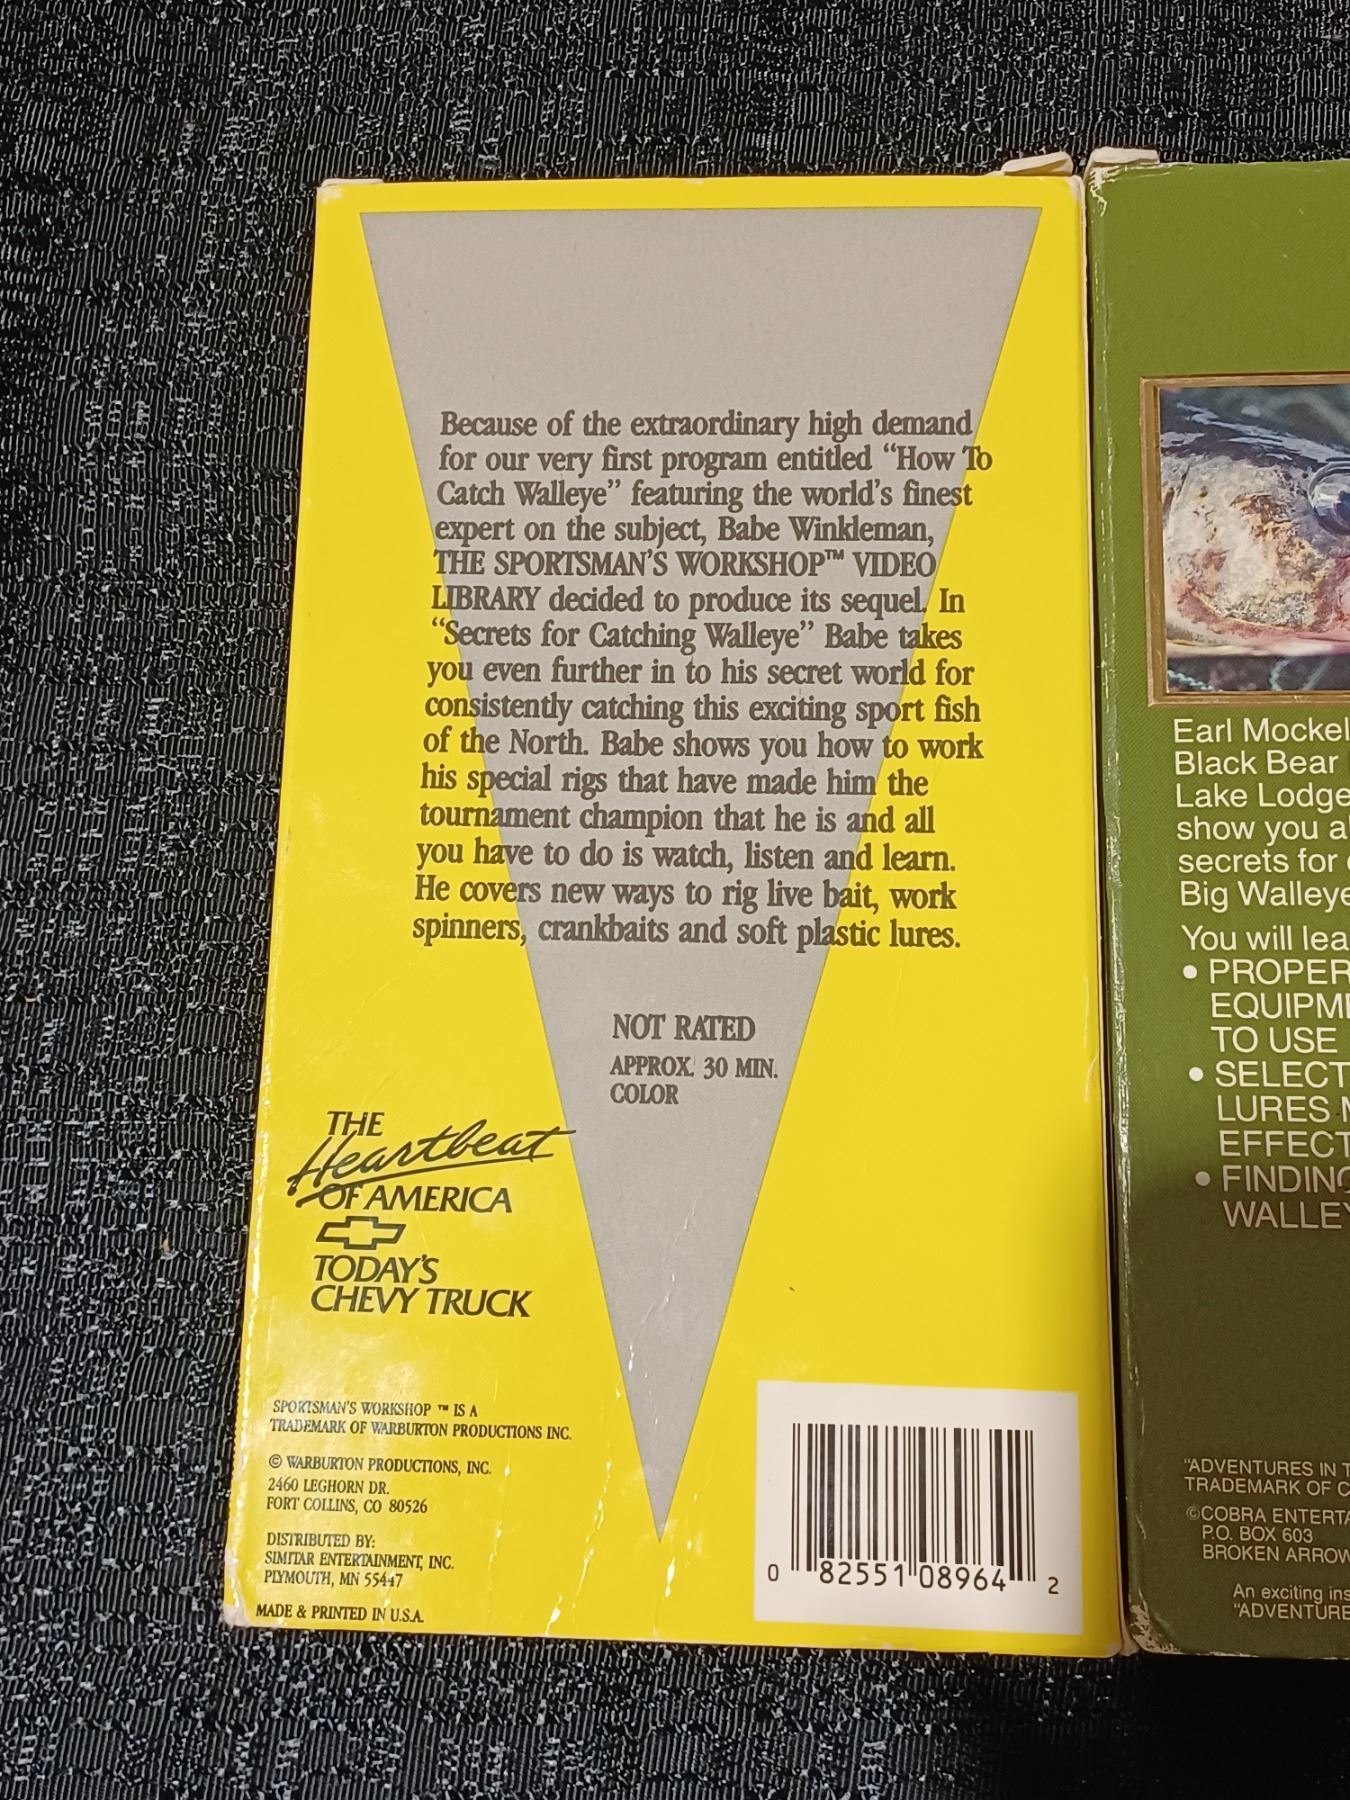 Because of the extraordinary high demand
for our very first program entitled “How To
Catch Walleye” featuring the world's finest
expert on the subject, Babe Winkleman,
THE SPORTSMAN'S WORKSHOP™ VIDEO
LIBRARY decided to produce its sequel. In
“Secrets for Catching Walleye” Babe takes
you even further in to his secret world for
consistently catching this exciting sport fish
of the North. Babe shows you how to work
his special rigs that have made him the
tournament champion that he is and all
you have to do is watch, listen and learn.
He covers new ways to rig live bait, work
spinners, crankbaits and soft plastic lures.
NOT RATED
APPROX. 30 MIN.
COLOR
THE
Heartbeat
OF AMERICA
TODAY'S
CHEVY TRUCK
SPORTSMAN'S WORKSHOP ™ IS A
TRADEMARK OF WARBURTON PRODUCTIONS INC.
© WARBURTON PRODUCTIONS, INC.
2460 LEGHORN DR.
FORT COLLINS, CO 80526
DISTRIBUTED BY:
SIMITAR ENTERTAINMENT, INC.
PLYMOUTH, MN 55447
MADE & PRINTED IN U.S.A.
0 82551 08964 2
Earl Mockel
Black Bear
Lake Lodge
show you
secrets for
Big Walleye
You will
• PROPER
TO USE
• 
LURES
"ADVENTURES IN
TRADEMARK OF
©COBRA
P.O. BOX 603
BROKEN ARROW
An exciting